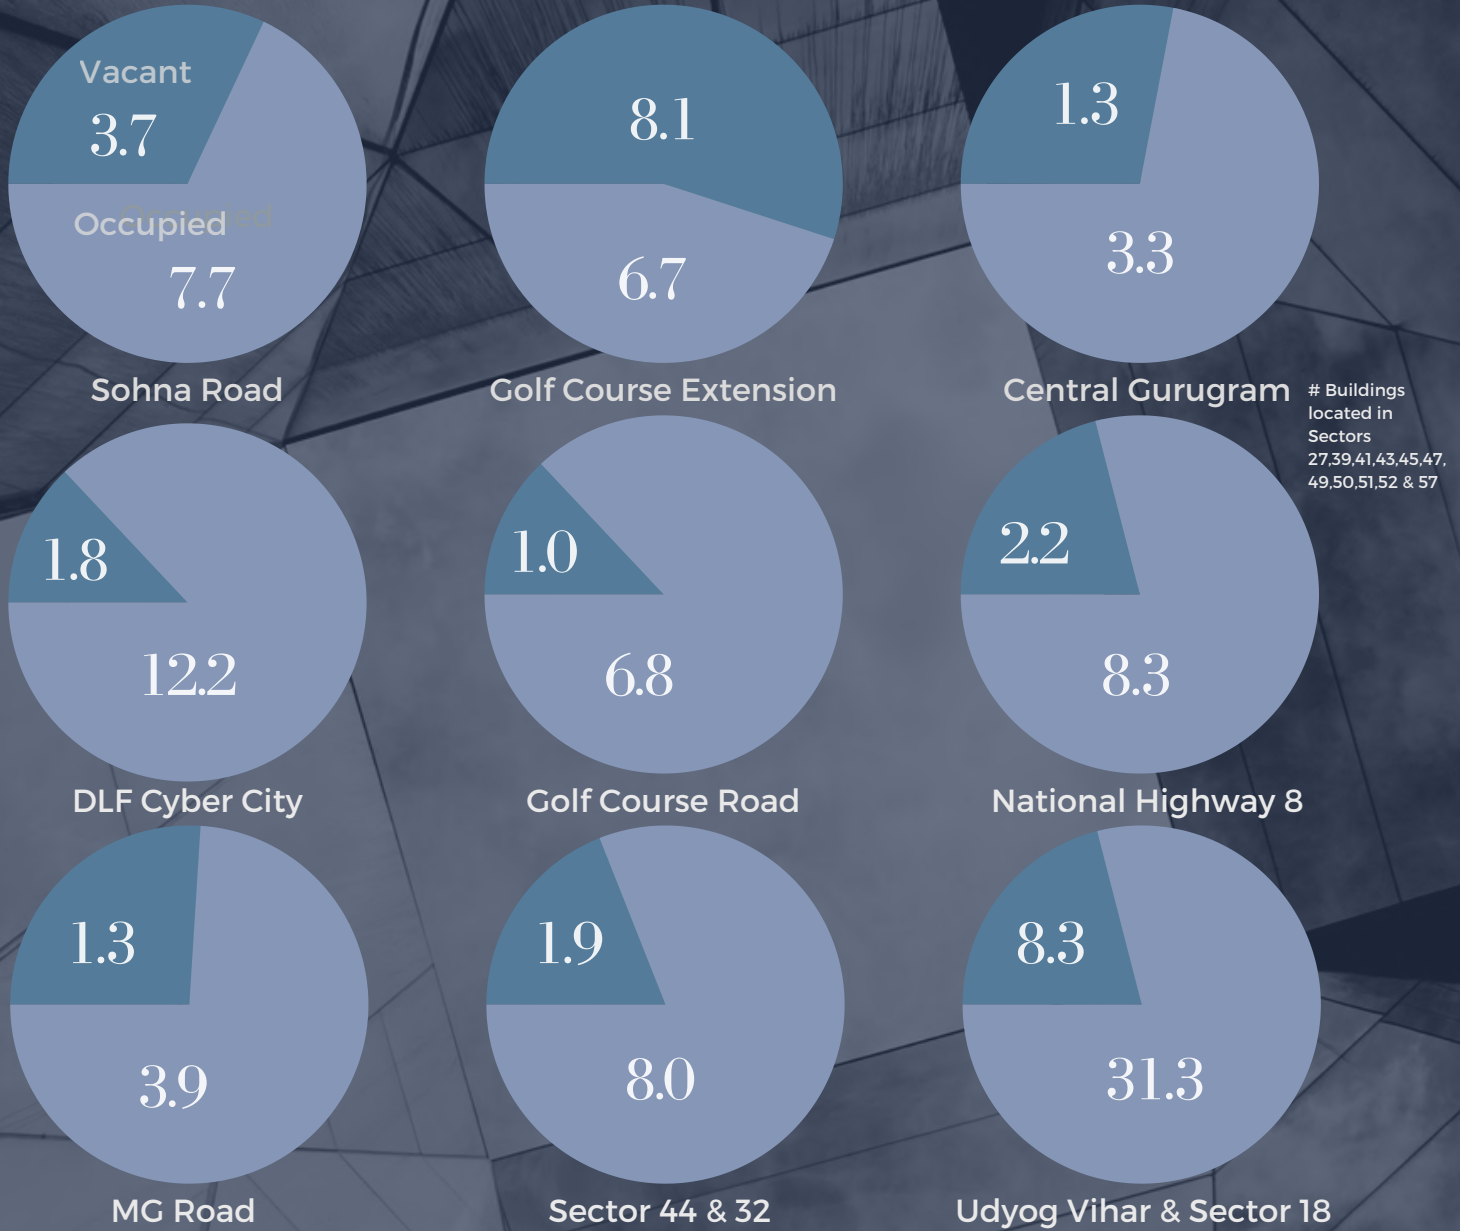 Vacant
3.7
Occupied
Occupied
7.7
Sohna Road
8.1
6.7
Golf Course Extension
1.3
3.3
Central Gurugram
# Buildings
located in
Sectors
27,39,41,43,45,47,
49,50,51,52 & 57
1.8
12.2
DLF Cyber City
1.0
6.8
Golf Course Road
2.2
8.3
National Highway 8
1.3
3.9
MG Road
1.9
8.0
Sector 44 & 32
8.3
31.3
Udyog Vihar & Sector 18